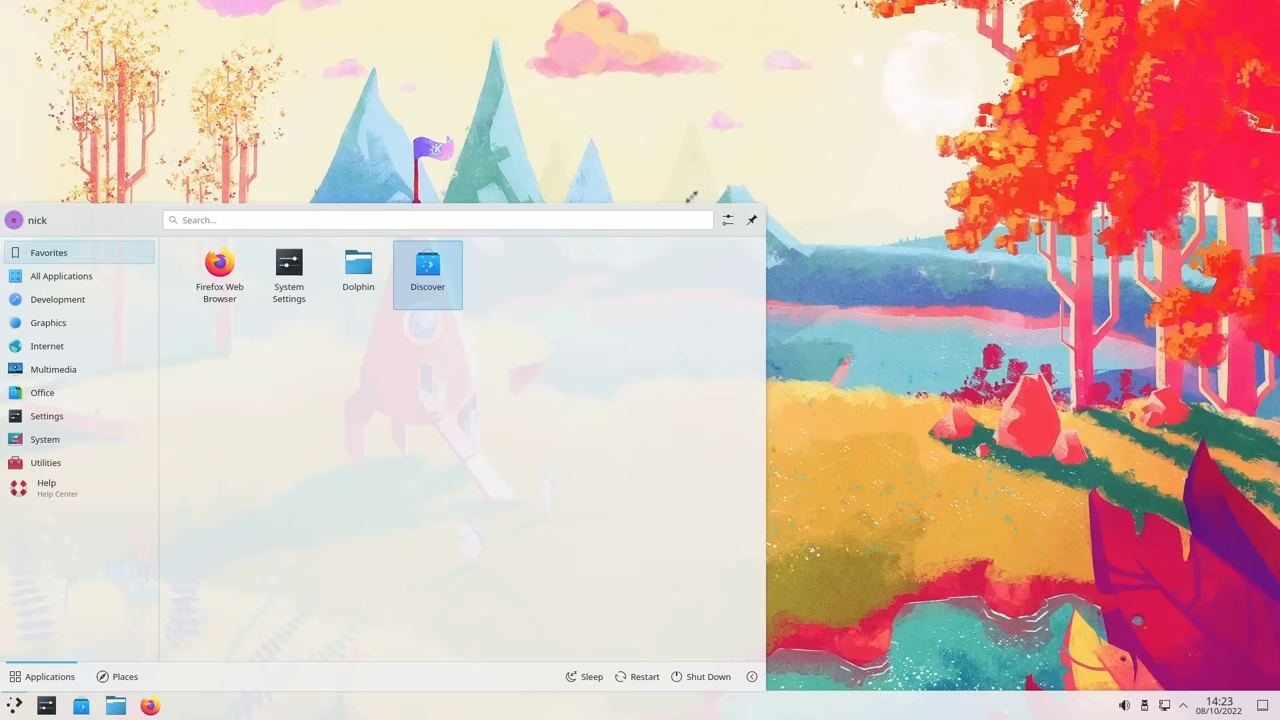 nick
Search...
Favorites
All Applications
Development
Graphics
Internet
Multimedia
Office
Settings
System
Utilities
Help
Help Center
Firefox Web
Browser
System
Settings
Dolphin
Discover
Applications
Places
Sleep
Restart
Shut Down
14:23
08/10/2022